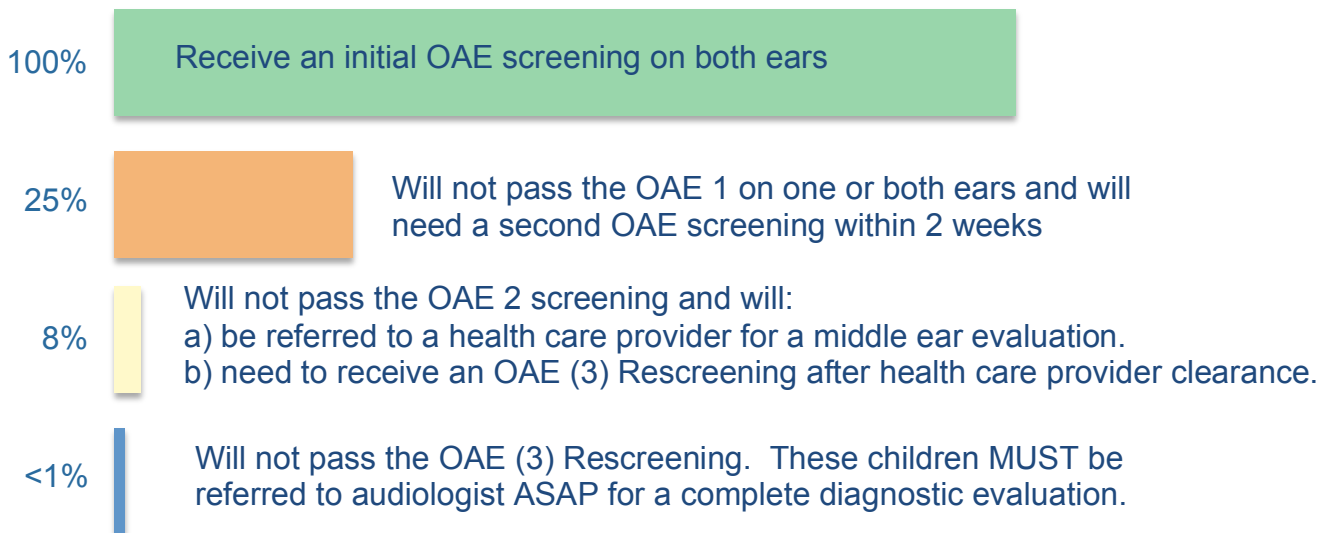 100%
Receive an initial OAE screening on both ears
25%
Will not pass the OAE 1 on one or both ears and will
need a second OAE screening within 2 weeks
8%
Will not pass the OAE 2 screening and will:
a) be referred to a health care provider for a middle ear evaluation.
b) need to receive an OAE (3) Rescreening after health care provider clearance.
<1%
Will not pass the OAE (3) Rescreening.  These children MUST be
referred to audiologist ASAP for a complete diagnostic evaluation.